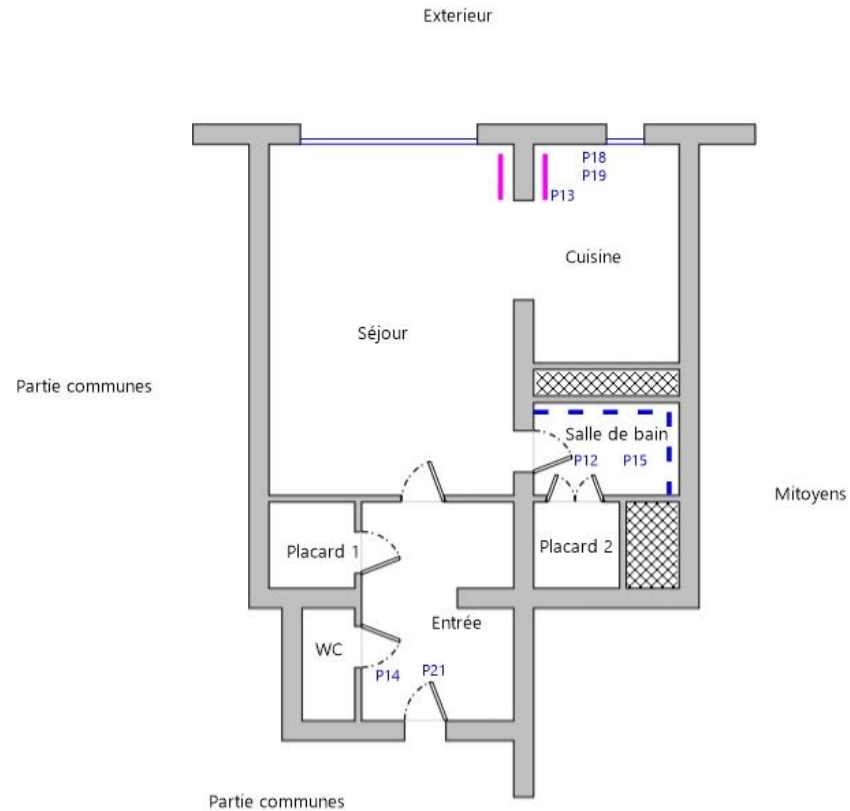 Exterieur
P18
P19
P13
Cuisine
Séjour
Partie communes
Salle de bain
P12 P15
Mitoyens
Placard 1
Placard 2
Entrée
WC
P14 P21
Partie communes